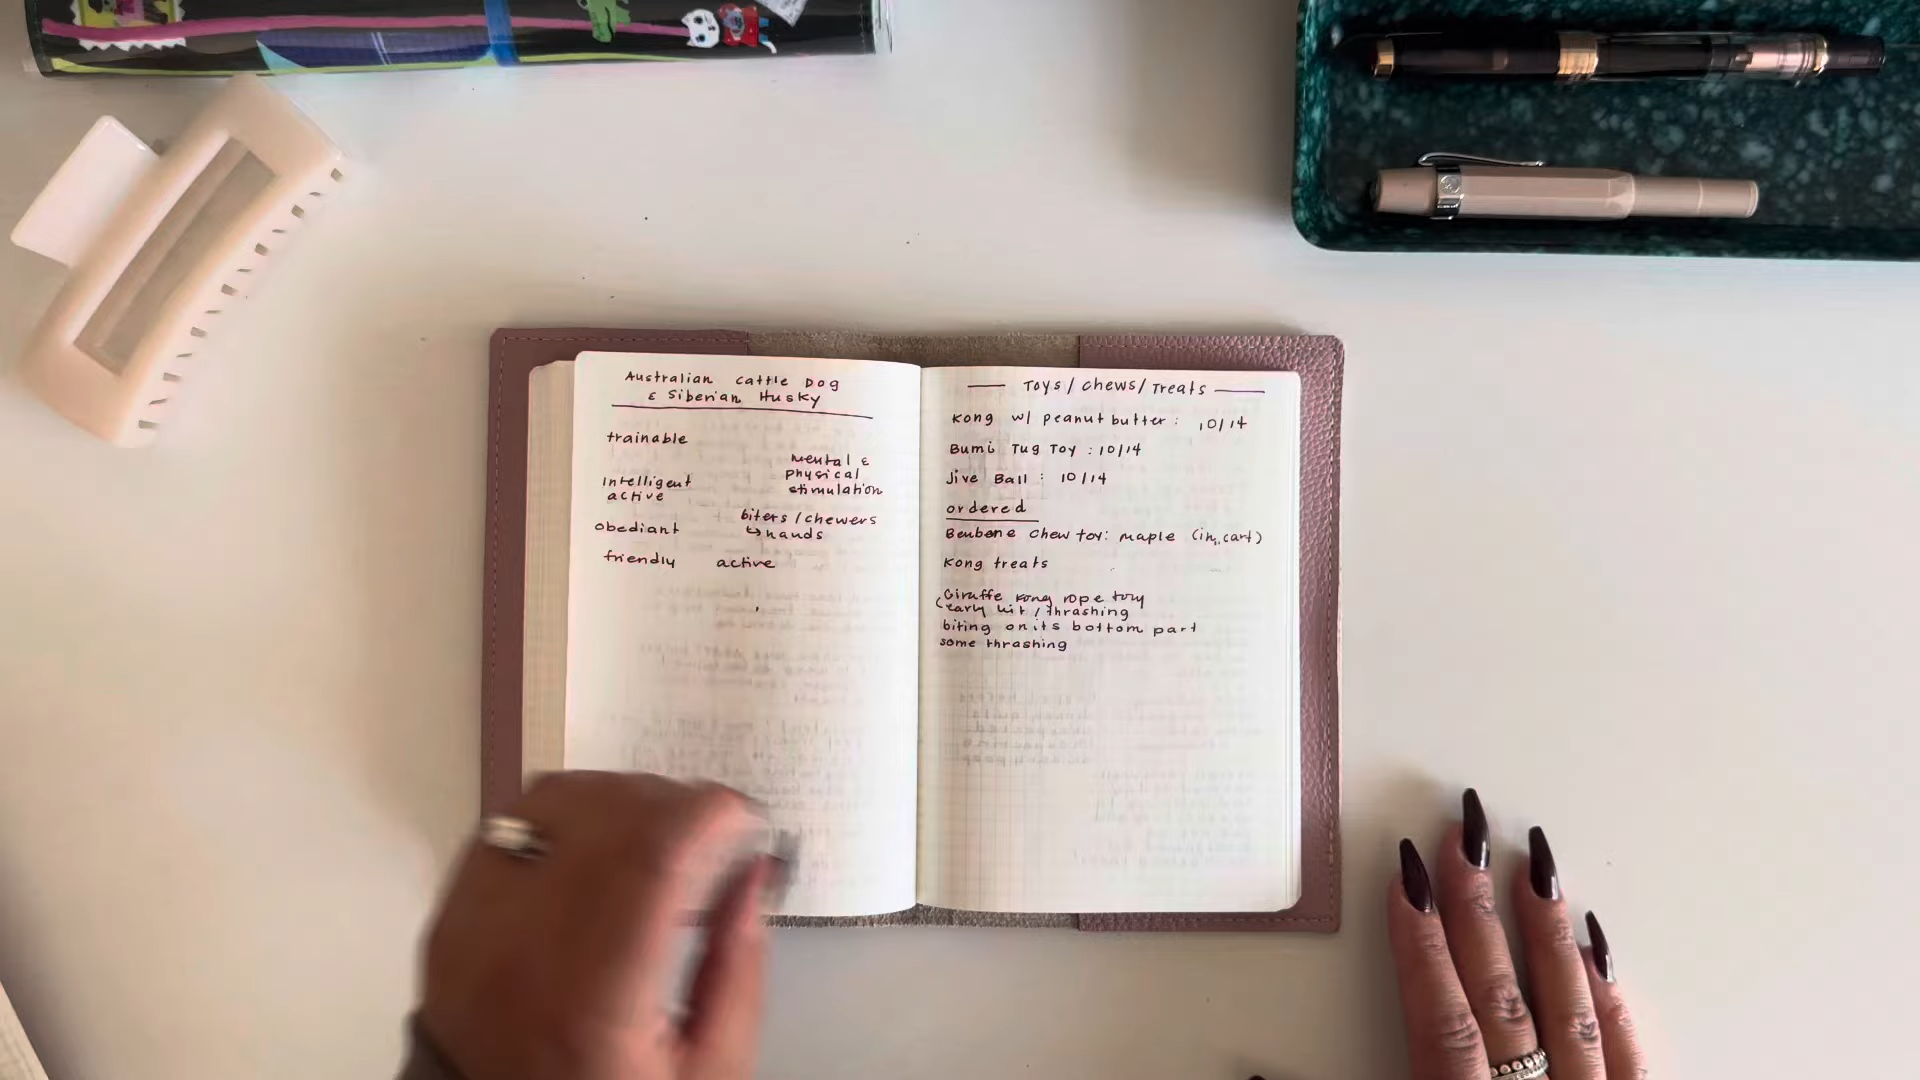 Australian Cattle Dog
& Siberian Husky
trainable
Mental &
physical
stimulation
Intelligent
active
biters / chewers
↳ hands
obediant
friendly active
Toys / Chews / Treats
Kong w/ peanut butter : 10/14
Bumi Tug Toy : 10/14
Jive Ball : 10/14
ordered
Benbone chew toy: maple (in cart)
Kong treats
Giraffe Kong rope tory
(early hit / thrashing
biting on its bottom part
some thrashing